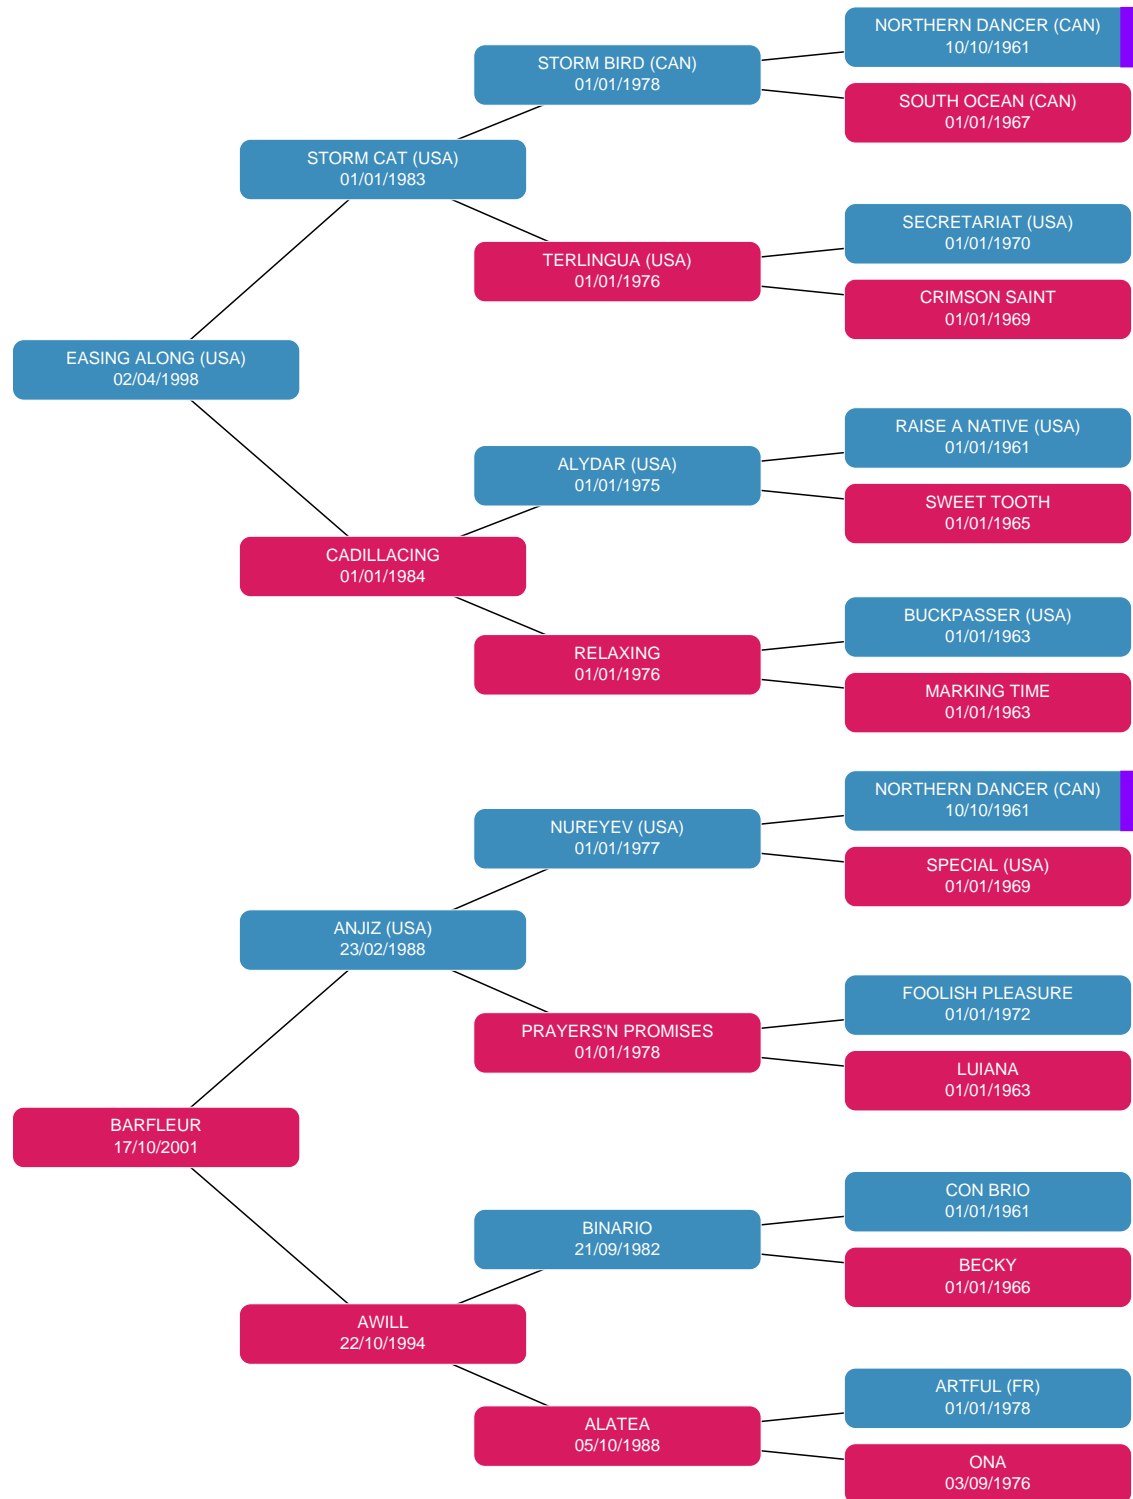 NORTHERN DANCER (CAN)
10/10/1961
STORM BIRD (CAN)
01/01/1978
SOUTH OCEAN (CAN)
01/01/1967
STORM CAT (USA)
01/01/1983
SECRETARIAT (USA)
01/01/1970
TERLINGUA (USA)
01/01/1976
CRIMSON SAINT
01/01/1969
EASING ALONG (USA)
02/04/1998
RAISE A NATIVE (USA)
01/01/1961
ALYDAR (USA)
01/01/1975
SWEET TOOTH
01/01/1965
CADILLACING
01/01/1984
BUCKPASSER (USA)
01/01/1963
RELAXING
01/01/1976
MARKING TIME
01/01/1963
NORTHERN DANCER (CAN)
10/10/1961
NUREYEV (USA)
01/01/1977
SPECIAL (USA)
01/01/1969
ANJIZ (USA)
23/02/1988
FOOLISH PLEASURE
01/01/1972
PRAYERS'N PROMISES
01/01/1978
LUIANA
01/01/1963
BARFLEUR
17/10/2001
CON BRIO
01/01/1961
BINARIO
21/09/1982
BECKY
01/01/1966
AWILL
22/10/1994
ARTFUL (FR)
01/01/1978
ALATEA
05/10/1988
ONA
03/09/1976